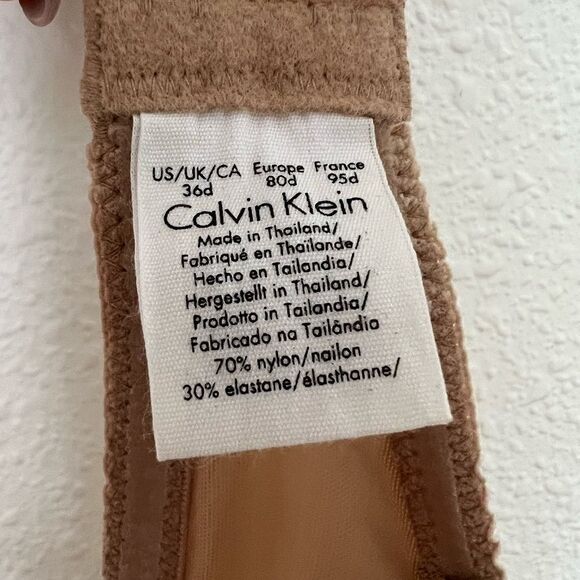 US/UK/CA Europe France
36d 80d 95d
Calvin Klein
Made in Thailand/
Fabriqué en Thaïlande/
Hecho en Tailandia/
Hergestellt in Thailand/
Prodotto in Tailandia/
Fabricado na Tailândia
70% nylon/nailon
30% elastane/élasthanne/